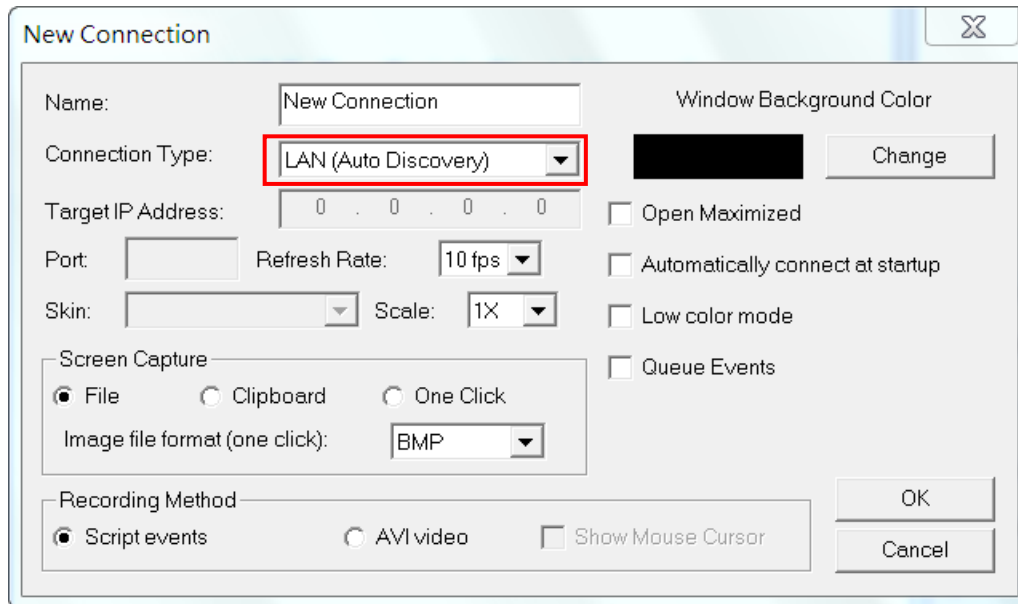 New Connection
Name:
New Connection
Window Background Color
Connection Type:
LAN (Auto Discovery)
Change
Target IP Address:
0 . 0 . 0 . 0
Open Maximized
Port:
Refresh Rate:
10 fps
Automatically connect at startup
Skin:
Scale:
1X
Low color mode
Screen Capture
Queue Events
File
Clipboard
One Click
Image file format (one click):
BMP
Recording Method
OK
Script events
AVI video
Show Mouse Cursor
Cancel